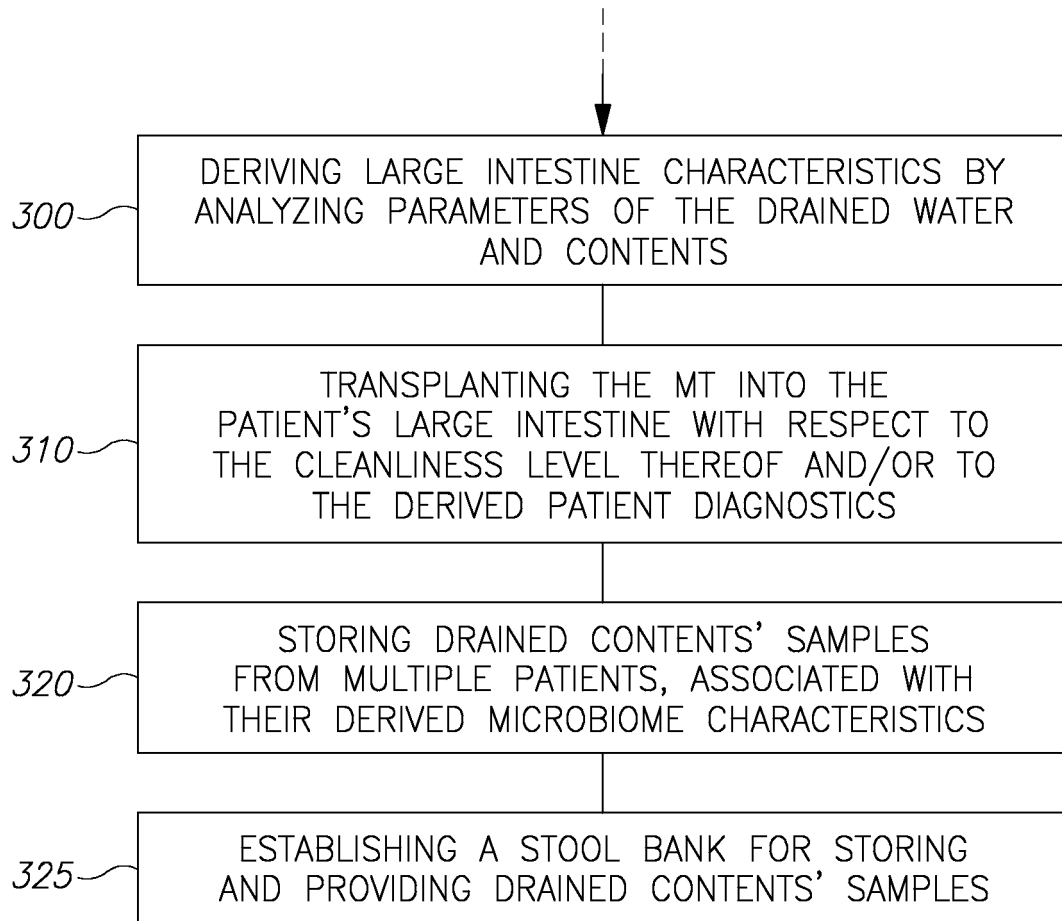 300
DERIVING LARGE INTESTINE CHARACTERISTICS BY
ANALYZING PARAMETERS OF THE DRAINED WATER
AND CONTENTS
310
TRANSPLANTING THE MT INTO THE
PATIENT'S LARGE INTESTINE WITH RESPECT TO
THE CLEANLINESS LEVEL THEREOF AND/OR TO
THE DERIVED PATIENT DIAGNOSTICS
320
STORING DRAINED CONTENTS' SAMPLES
FROM MULTIPLE PATIENTS, ASSOCIATED WITH
THEIR DERIVED MICROBIOME CHARACTERISTICS
325
ESTABLISHING A STOOL BANK FOR STORING
AND PROVIDING DRAINED CONTENTS' SAMPLES